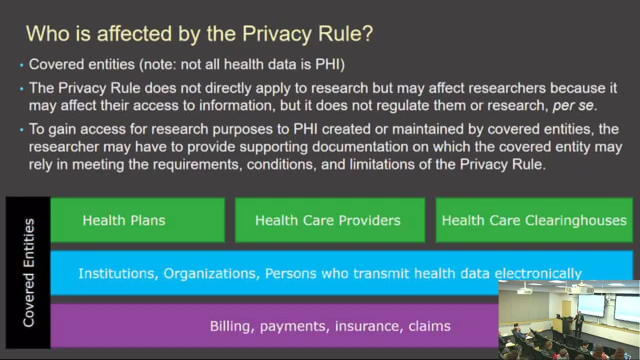 Who is affected by the Privacy Rule?
• Covered entities (note: not all health data is PHI)
• The Privacy Rule does not directly apply to research but may affect researchers because it
may affect their access to information, but it does not regulate them or research, per se.
• To gain access for research purposes to PHI created or maintained by covered entities, the
researcher may have to provide supporting documentation on which the covered entity may
rely in meeting the requirements, conditions, and limitations of the Privacy Rule.
Covered Entities
Health Plans
Health Care Providers
Health Care Clearinghouses
Institutions, Organizations, Persons who transmit health data electronically
Billing, payments, insurance, claims